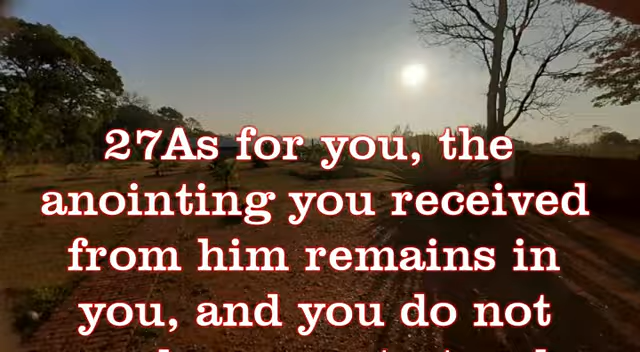 27As for you, the
anointing you received
from him remains in
you, and you do not